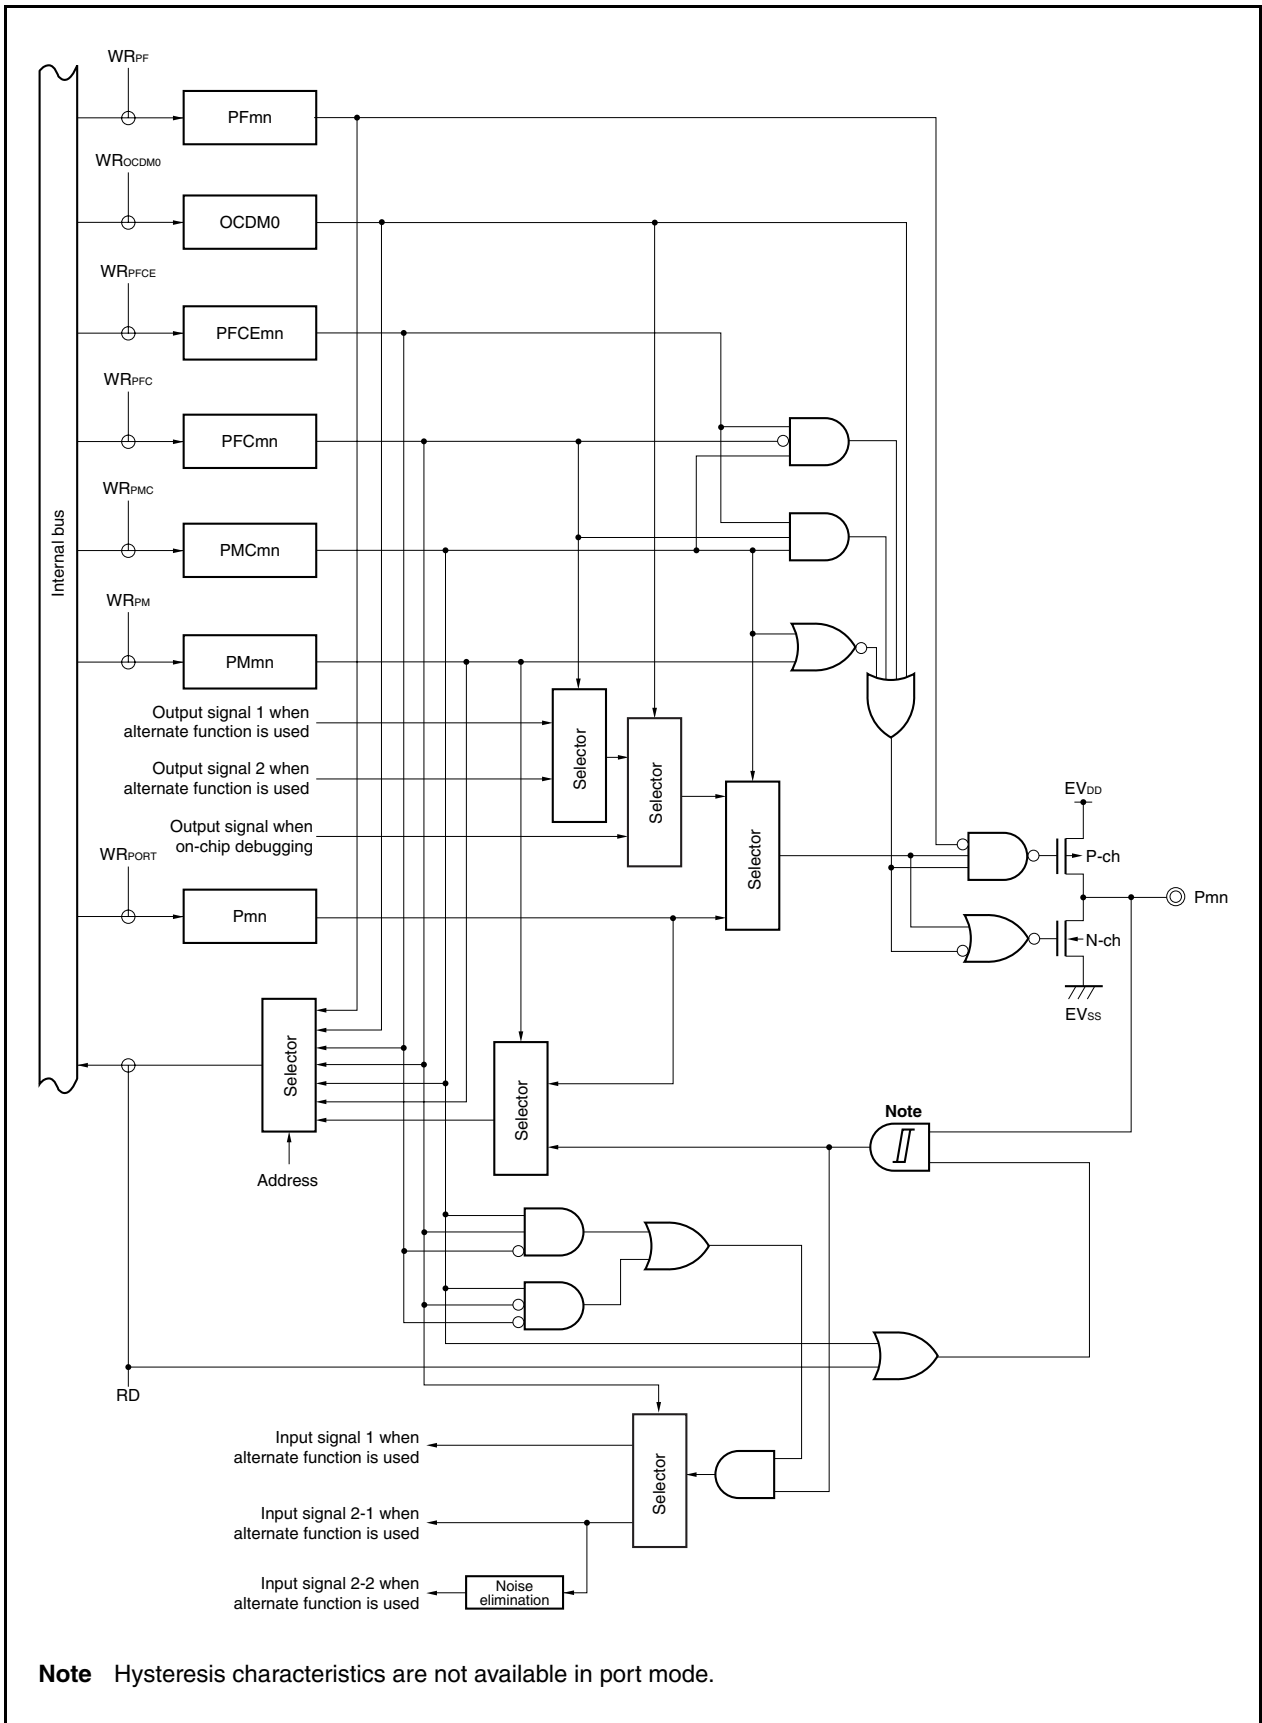 WRPF
PFmn
WROCDM0
OCDM0
WRPFCE
PFCEmn
WRPFC
PFCmn
WRPMC
PMCmn
Internal bus
WRPM
PMmn
Output signal 1 when
alternate function is used
Output signal 2 when
alternate function is used
Output signal when
on-chip debugging
Selector
Selector
Selector
WRPORT
Pmn
EVDD
P-ch
Pmn
N-ch
EVSS
Selector
Selector
Address
Note
RD
Input signal 1 when
alternate function is used
Input signal 2-1 when
alternate function is used
Input signal 2-2 when
alternate function is used
Selector
Noise
elimination
Note Hysteresis characteristics are not available in port mode.